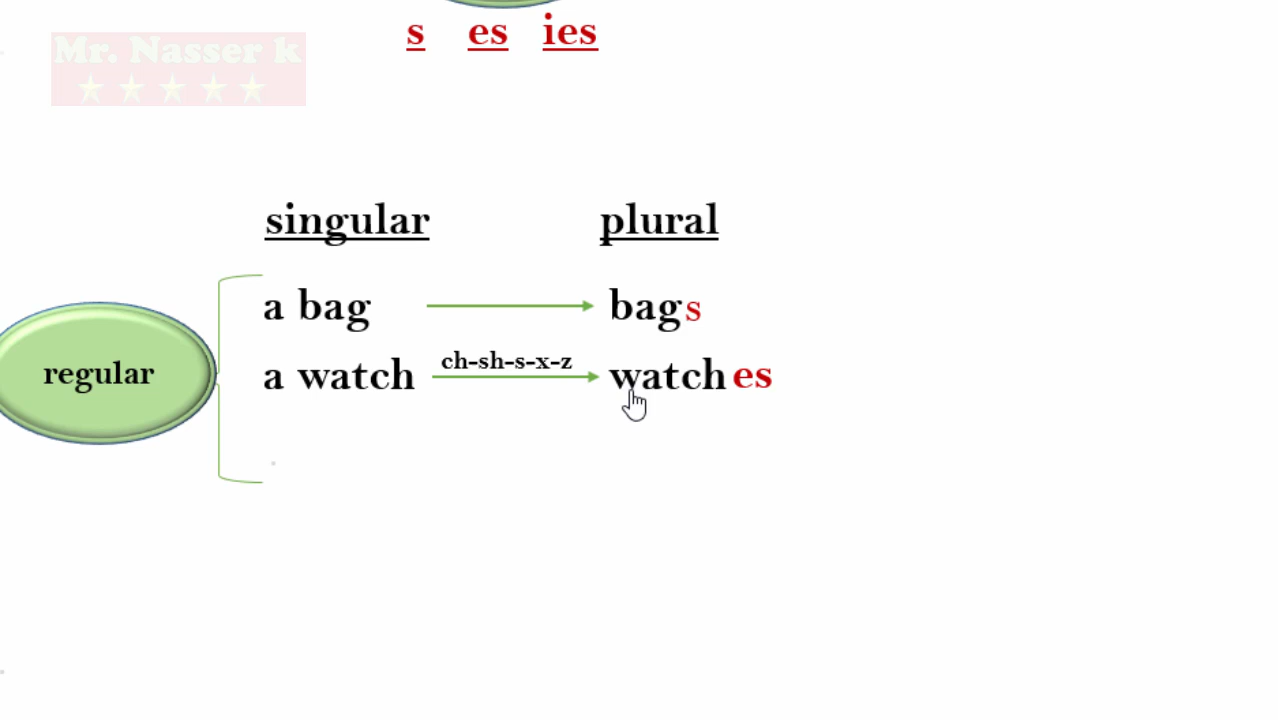 s es ies
Mr. Nasser k
singular plural
a bag bags
ch-sh-s-x-z
a watch watch es
regular